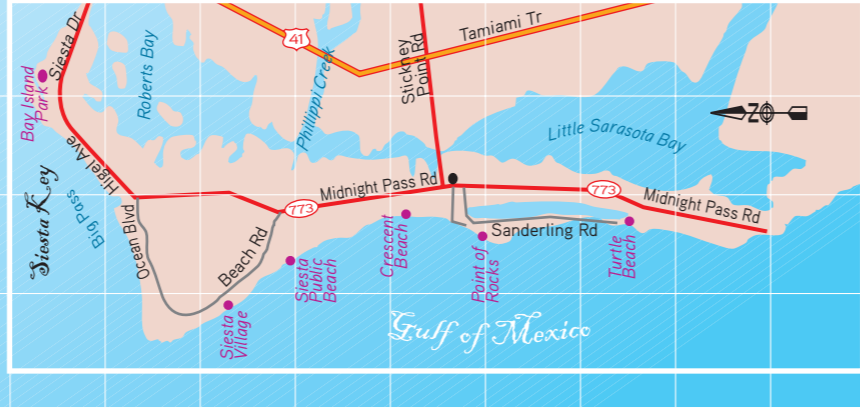 Siesta Dr
Bay Island
Park
Roberts Bay
41
Phillippi Creek
Stickney
Point Rd
Tamiami Tr
Little Sarasota Bay
N
Higel Ave
Big Pass
Siesta Key
Ocean Blvd
Beach Rd
773
Midnight Pass Rd
773
Midnight Pass Rd
Sanderling Rd
Crescent
Beach
Point of
Rocks
Turtle
Beach
Siesta
Public
Beach
Siesta
Village
Gulf of Mexico